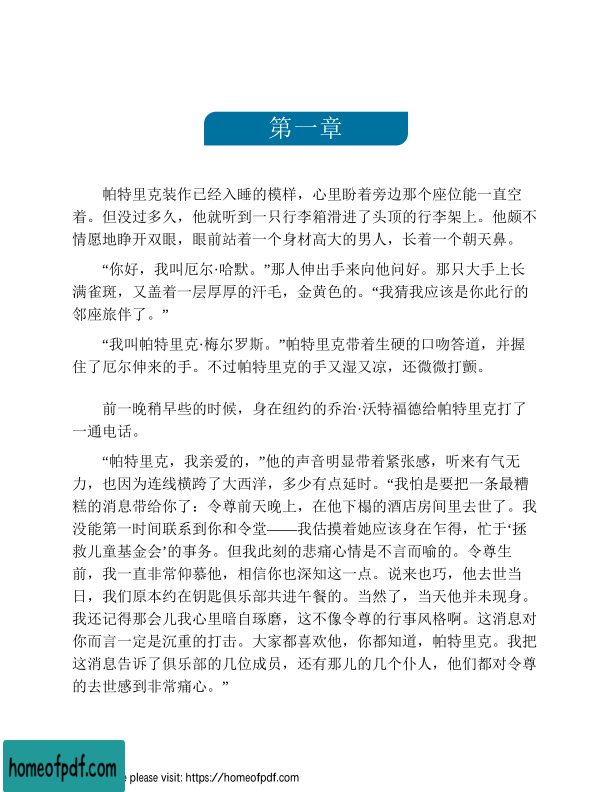 第一章
帕特里克装作已经入睡的模样，心里盼着旁边那个座位能一直空
着。但没过多久，他就听到一只行李箱滑进了头顶的行李架上。他颇不
情愿地睁开双眼，眼前站着一个身材高大的男人，长着一个朝天鼻。
“你好，我叫厄尔·哈默。”那人伸出手来向他问好。那只大手上长
满雀斑，又盖着一层厚厚的汗毛，金黄色的。“我猜我应该是你此行的
邻座旅伴了。”
“我叫帕特里克·梅尔罗斯。”帕特里克带着生硬的口吻答道，并握
住了厄尔伸来的手。不过帕特里克的手又湿又凉，还微微打颤。
前一晚稍早些的时候，身在纽约的乔治·沃特福德给帕特里克打了
一通电话。
“帕特里克，我亲爱的，”他的声音明显带着紧张感，听来有气无
力，也因为连线横跨了大西洋，多少有点延时。“我怕是要把一条最糟
糕的消息带给你了：令尊前天晚上，在他下榻的酒店房间里去世了。我
没能第一时间联系到你和令堂——我估摸着她应该身在乍得，忙于‘拯
救儿童基金会’的事务。但我此刻的悲痛心情是不言而喻的。令尊生
前，我一直非常仰慕他，相信你也深知这一点。说来也巧，他去世当
日，我们原本约在钥匙俱乐部共进午餐的。当然了，当天他并未现身。
我还记得那会儿我心里暗自琢磨，这不像令尊的行事风格啊。这消息对
你而言一定是沉重的打击。大家都喜欢他，你都知道，帕特里克。我把
这消息告诉了俱乐部的几位成员，还有那儿的几个仆人，他们都对令尊
的去世感到非常痛心。”
homeofpdf.com
e please visit: https://homeofpdf.com